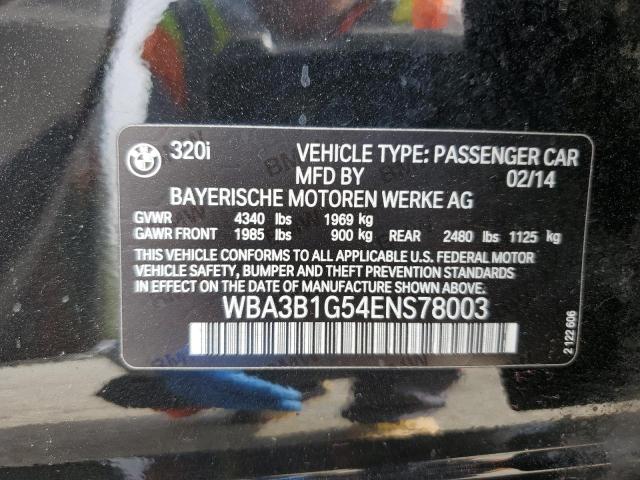 320i VEHICLE TYPE: PASSENGER CAR
MFD BY 02/14
BAYERISCHE MOTOREN WERKE AG
GVWR 4340 lbs 1969 kg
GAWR FRONT 1985 lbs 900 kg REAR 2480 lbs 1125 kg
THIS VEHICLE CONFORMS TO ALL APPLICABLE U.S. FEDERAL MOTOR
VEHICLE SAFETY, BUMPER AND THEFT PREVENTION STANDARDS
IN EFFECT ON THE DATE OF MANUFACTURE SHOWN ABOVE.
WBA3B1G54ENS78003
2 122 606